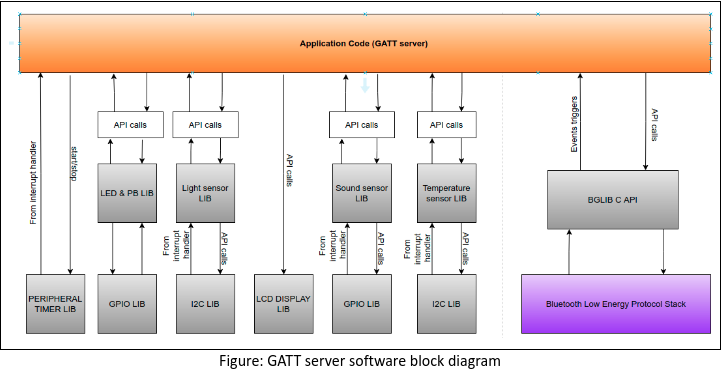 Application Code (GATT server)
From interrupt handler
start/stop
API calls
API calls
API calls
API calls
API calls
Events triggers
API calls
LED & PB LIB
Light sensor
LIB
Sound sensor
LIB
Temperature
sensor LIB
BGLIB C API
From
interrupt
handler
API calls
From
interrupt
handler
API calls
From
interrupt
handler
API calls
PERIPHERAL
TIMER LIB
GPIO LIB
I2C LIB
LCD DISPLAY
LIB
GPIO LIB
I2C LIB
Bluetooth Low Energy Protocol Stack
Figure: GATT server software block diagram